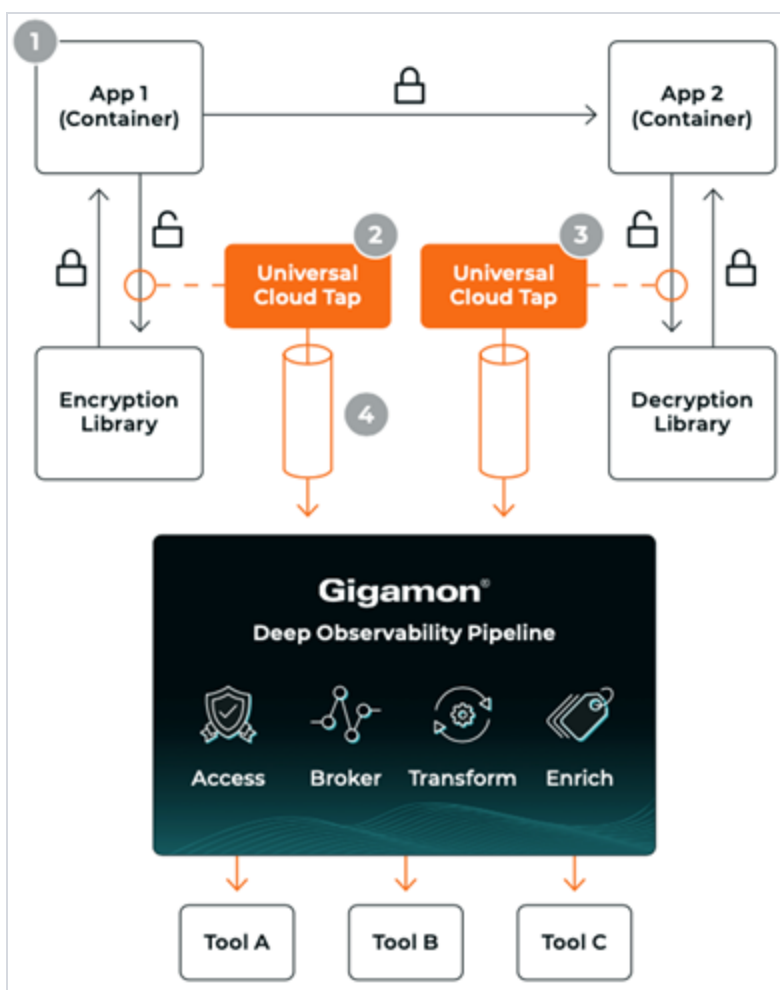 1
App 1
(Container)
App 2
(Container)
2
3
Universal
Cloud Tap
Universal
Cloud Tap
Encryption
Library
4
Decryption
Library
Gigamon®
Deep Observability Pipeline
Access
Broker
Transform
Enrich
Tool A
Tool B
Tool C